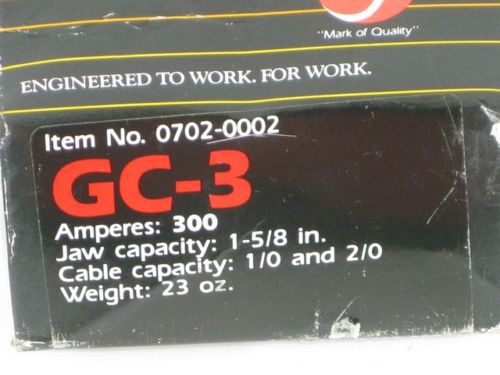 "Mark of Quality"
ENGINEERED TO WORK. FOR WORK.
Item No. 0702-0002
GC-3
Amperes: 300
Jaw capacity: 1-5/8 in.
Cable capacity: 1/0 and 2/0
Weight: 23 oz.